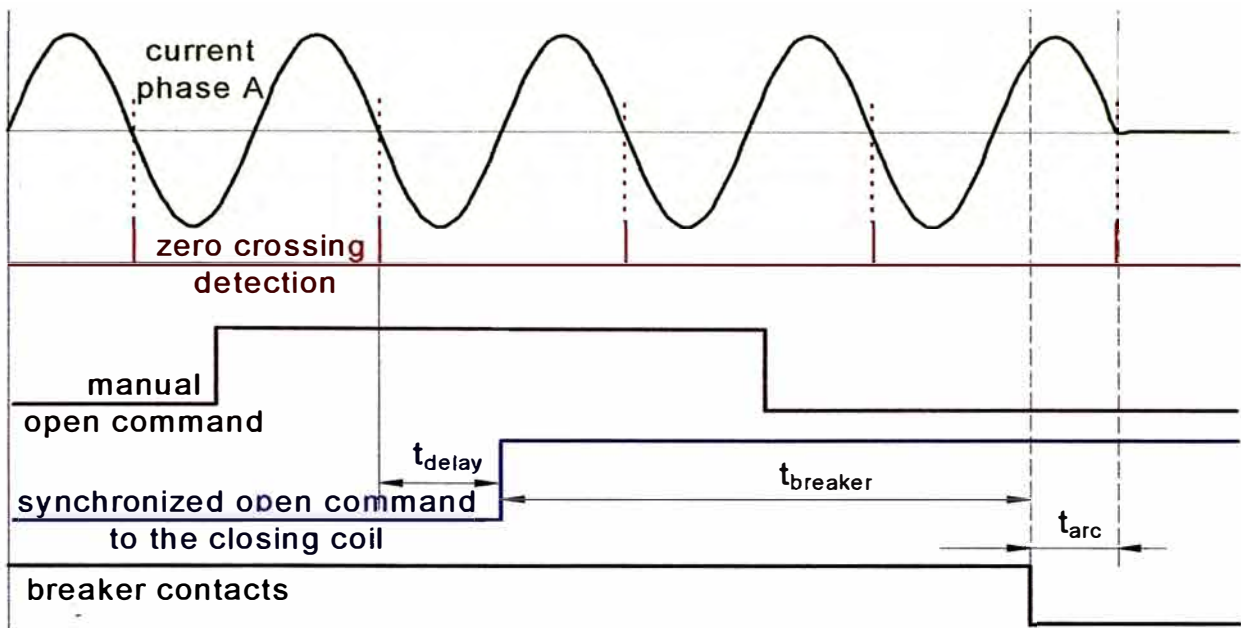 current
phase A
zero crossing
detection
manual
open command
t_delay
t_breaker
synchronized open command
to the closing coil
t_arc
breaker contacts